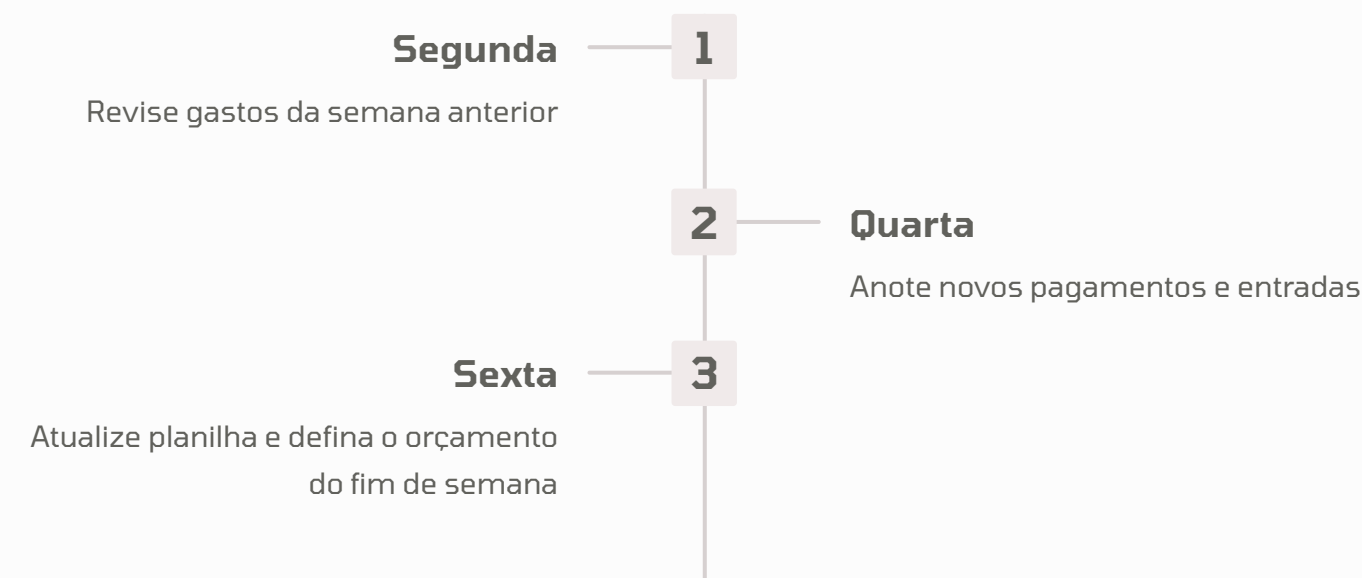 Segunda
1
Revise gastos da semana anterior
2
Quarta
Anote novos pagamentos e entradas
Sexta
3
Atualize planilha e defina o orçamento
do fim de semana